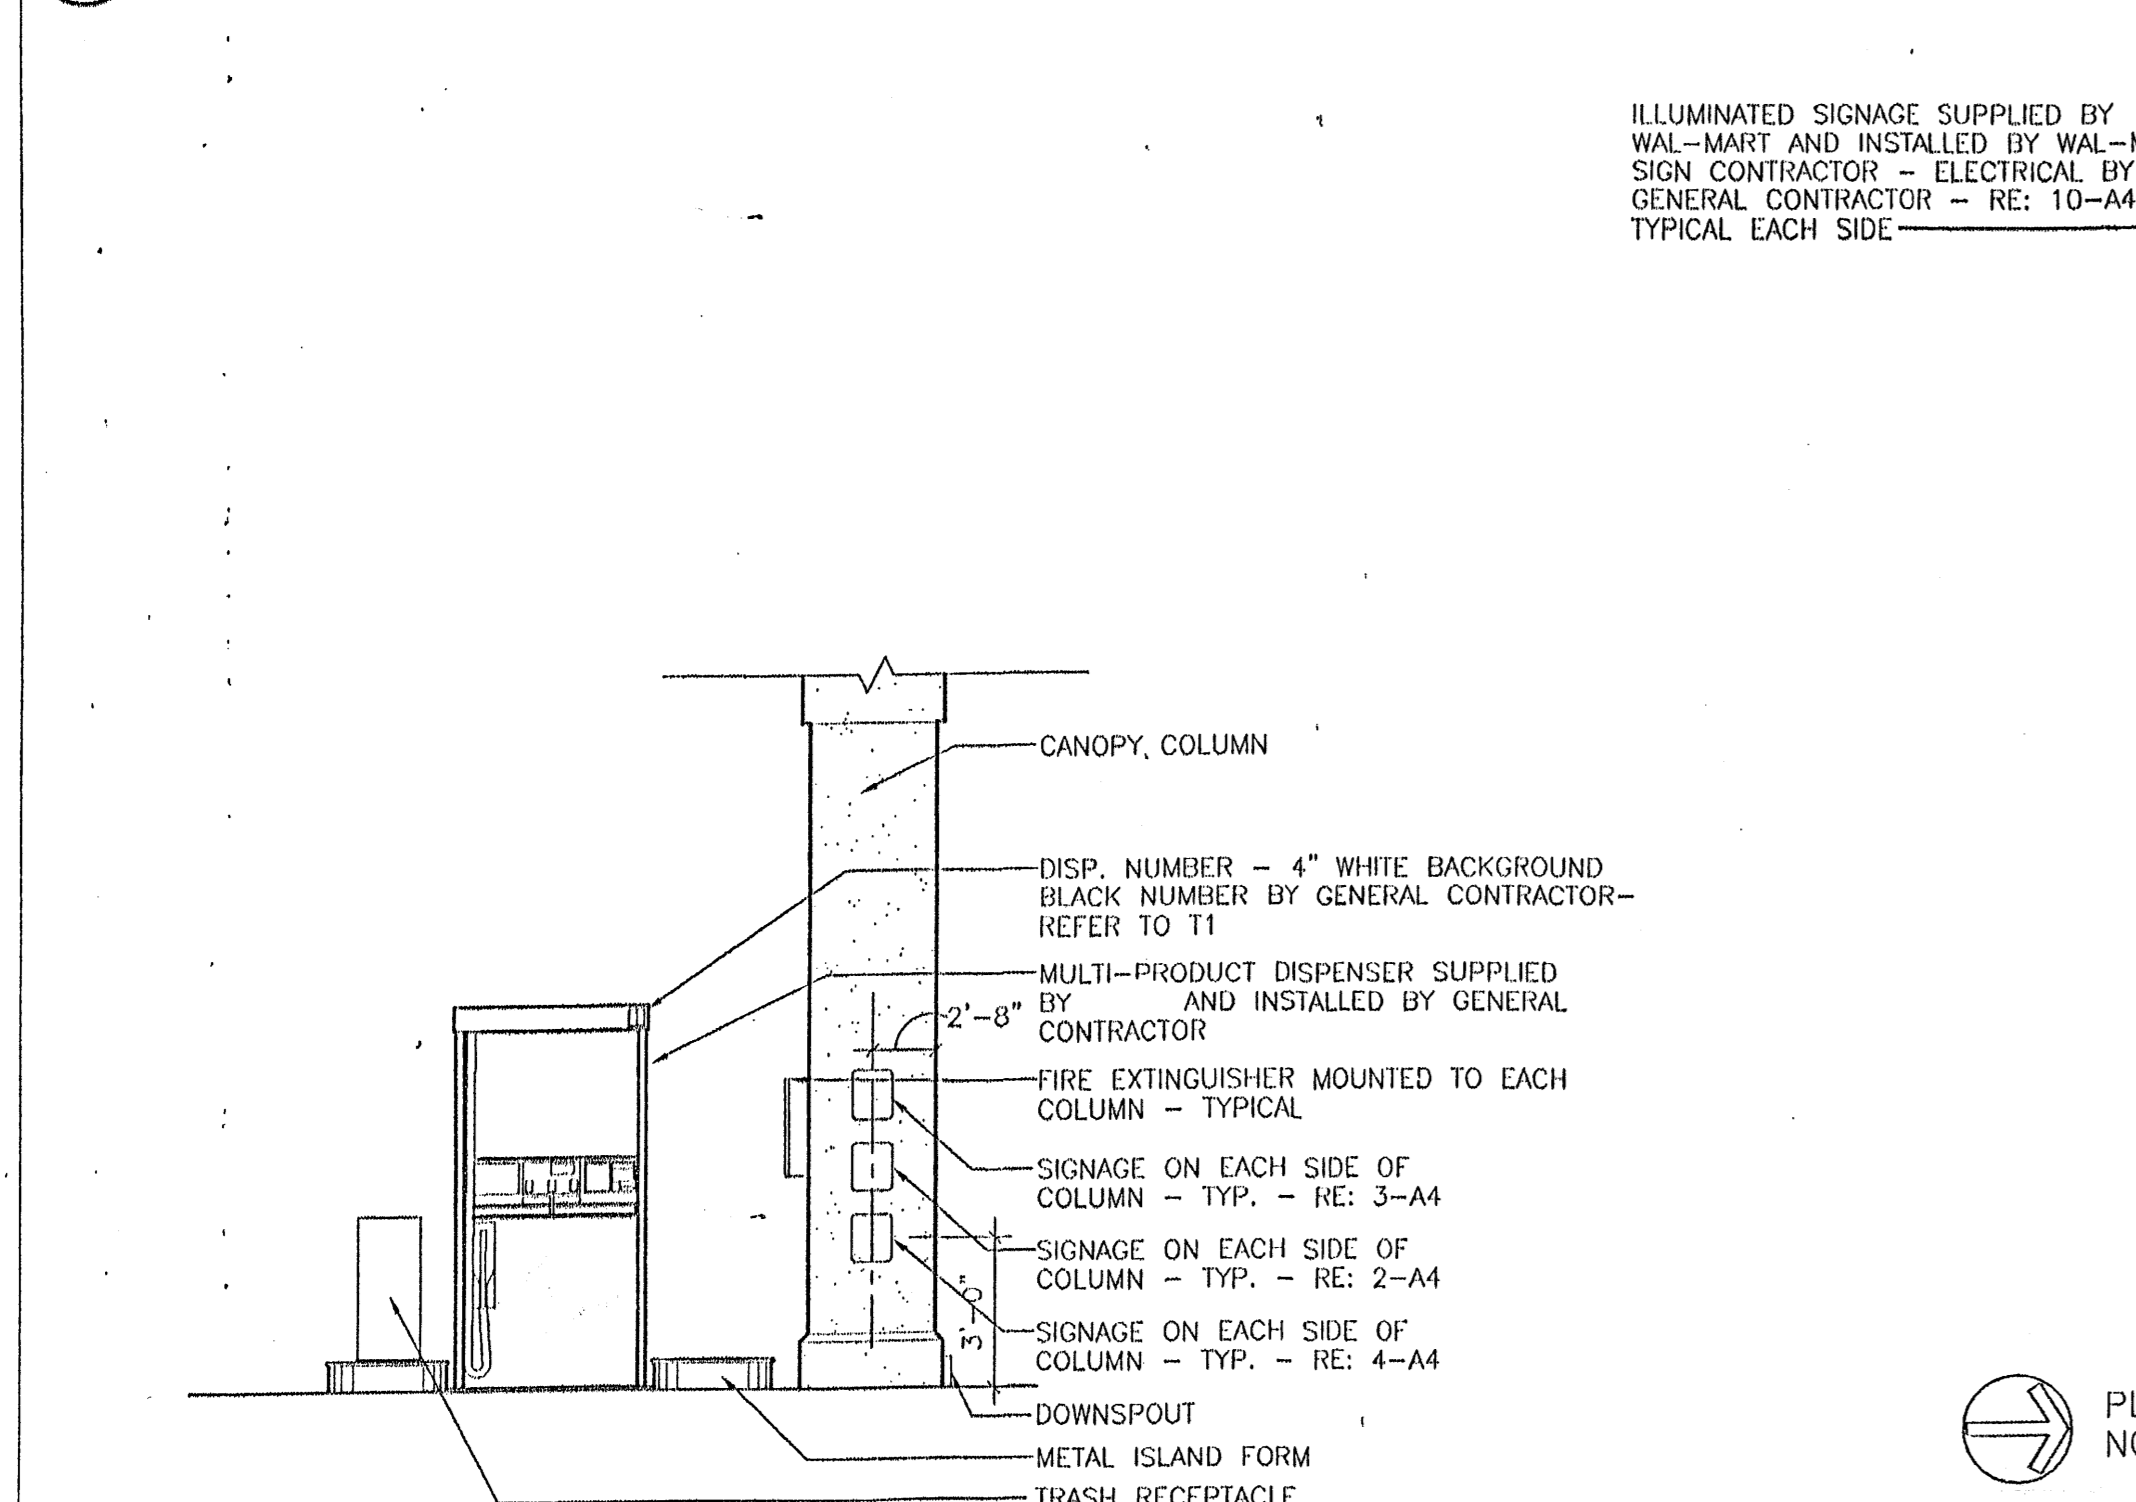 ILLUMINATED SIGNAGE SUPPLIED BY
WAL-MART AND INSTALLED BY WAL-M
SIGN CONTRACTOR - ELECTRICAL BY
GENERAL CONTRACTOR - RE: 10-A4
TYPICAL EACH SIDE
CANOPY, COLUMN
DISP. NUMBER - 4" WHITE BACKGROUND
BLACK NUMBER BY GENERAL CONTRACTOR-
REFER TO T1
MULTI-PRODUCT DISPENSER SUPPLIED
BY AND INSTALLED BY GENERAL
CONTRACTOR
2'-8"
FIRE EXTINGUISHER MOUNTED TO EACH
COLUMN - TYPICAL
SIGNAGE ON EACH SIDE OF
COLUMN - TYP. - RE: 3-A4
SIGNAGE ON EACH SIDE OF
COLUMN - TYP. - RE: 2-A4
3'-0"
SIGNAGE ON EACH SIDE OF
COLUMN - TYP. - RE: 4-A4
DOWNSPOUT
METAL ISLAND FORM
TRASH RECEPTACLE
PL
NO